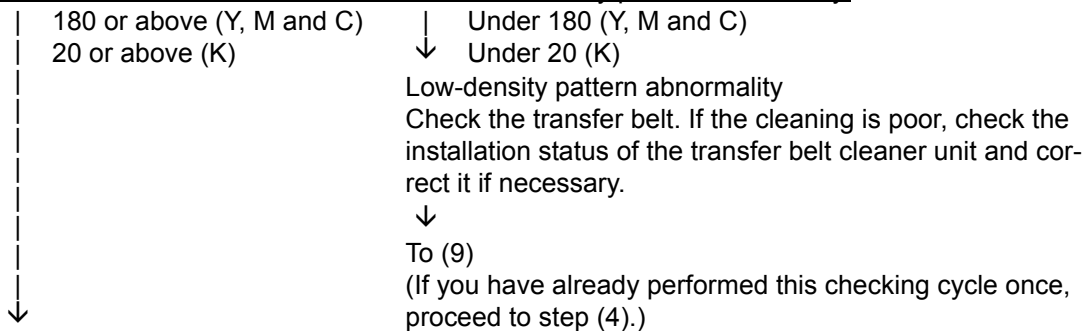 180 or above (Y, M and C)
20 or above (K)
Under 180 (Y, M and C)
Under 20 (K)
Low-density pattern abnormality
Check the transfer belt. If the cleaning is poor, check the
installation status of the transfer belt cleaner unit and cor-
rect it if necessary.
To (9)
(If you have already performed this checking cycle once,
proceed to step (4).)